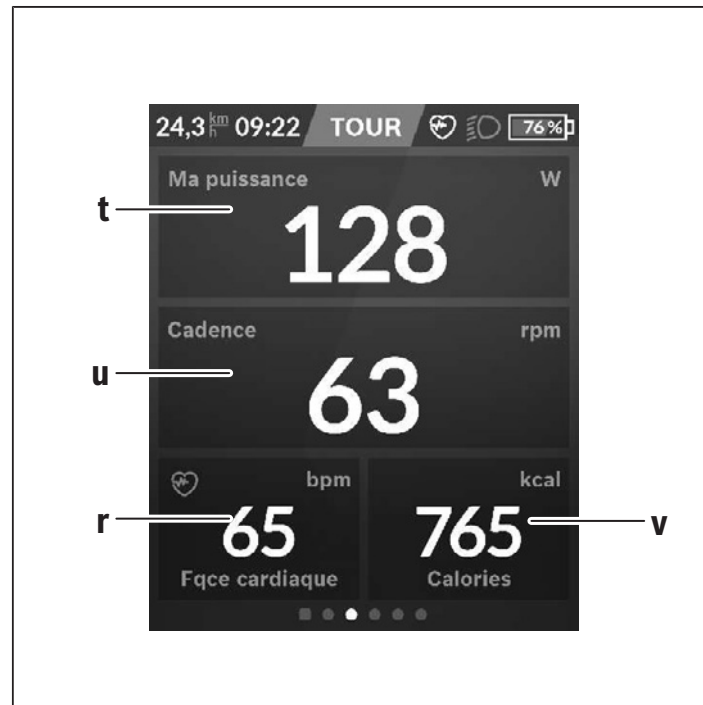 24,3 km/h 09:22 TOUR 76%
Ma puissance W
t
128
Cadence rpm
u
63
bpm kcal
r 65 765 v
Fqce cardiaque Calories